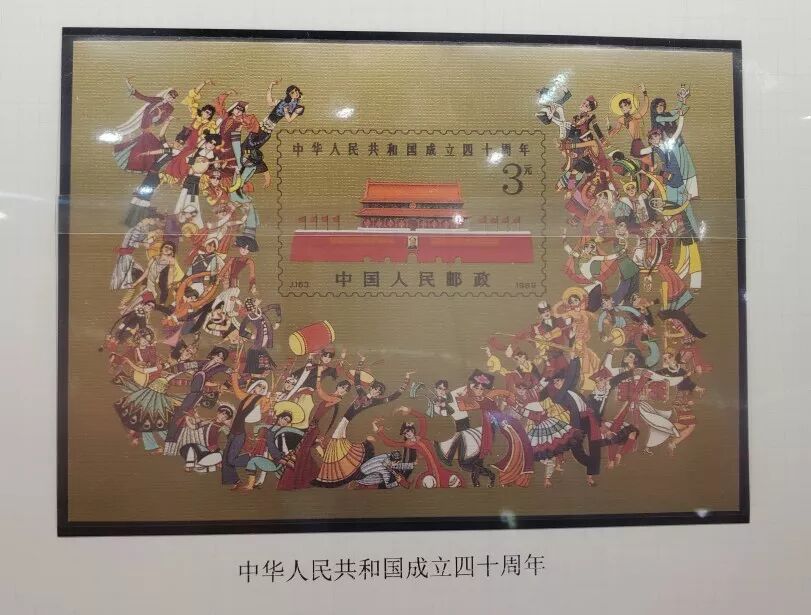 中华人民共和国成立四十周年
3元
中国人民邮政
J.163
1989
中华人民共和国成立四十周年